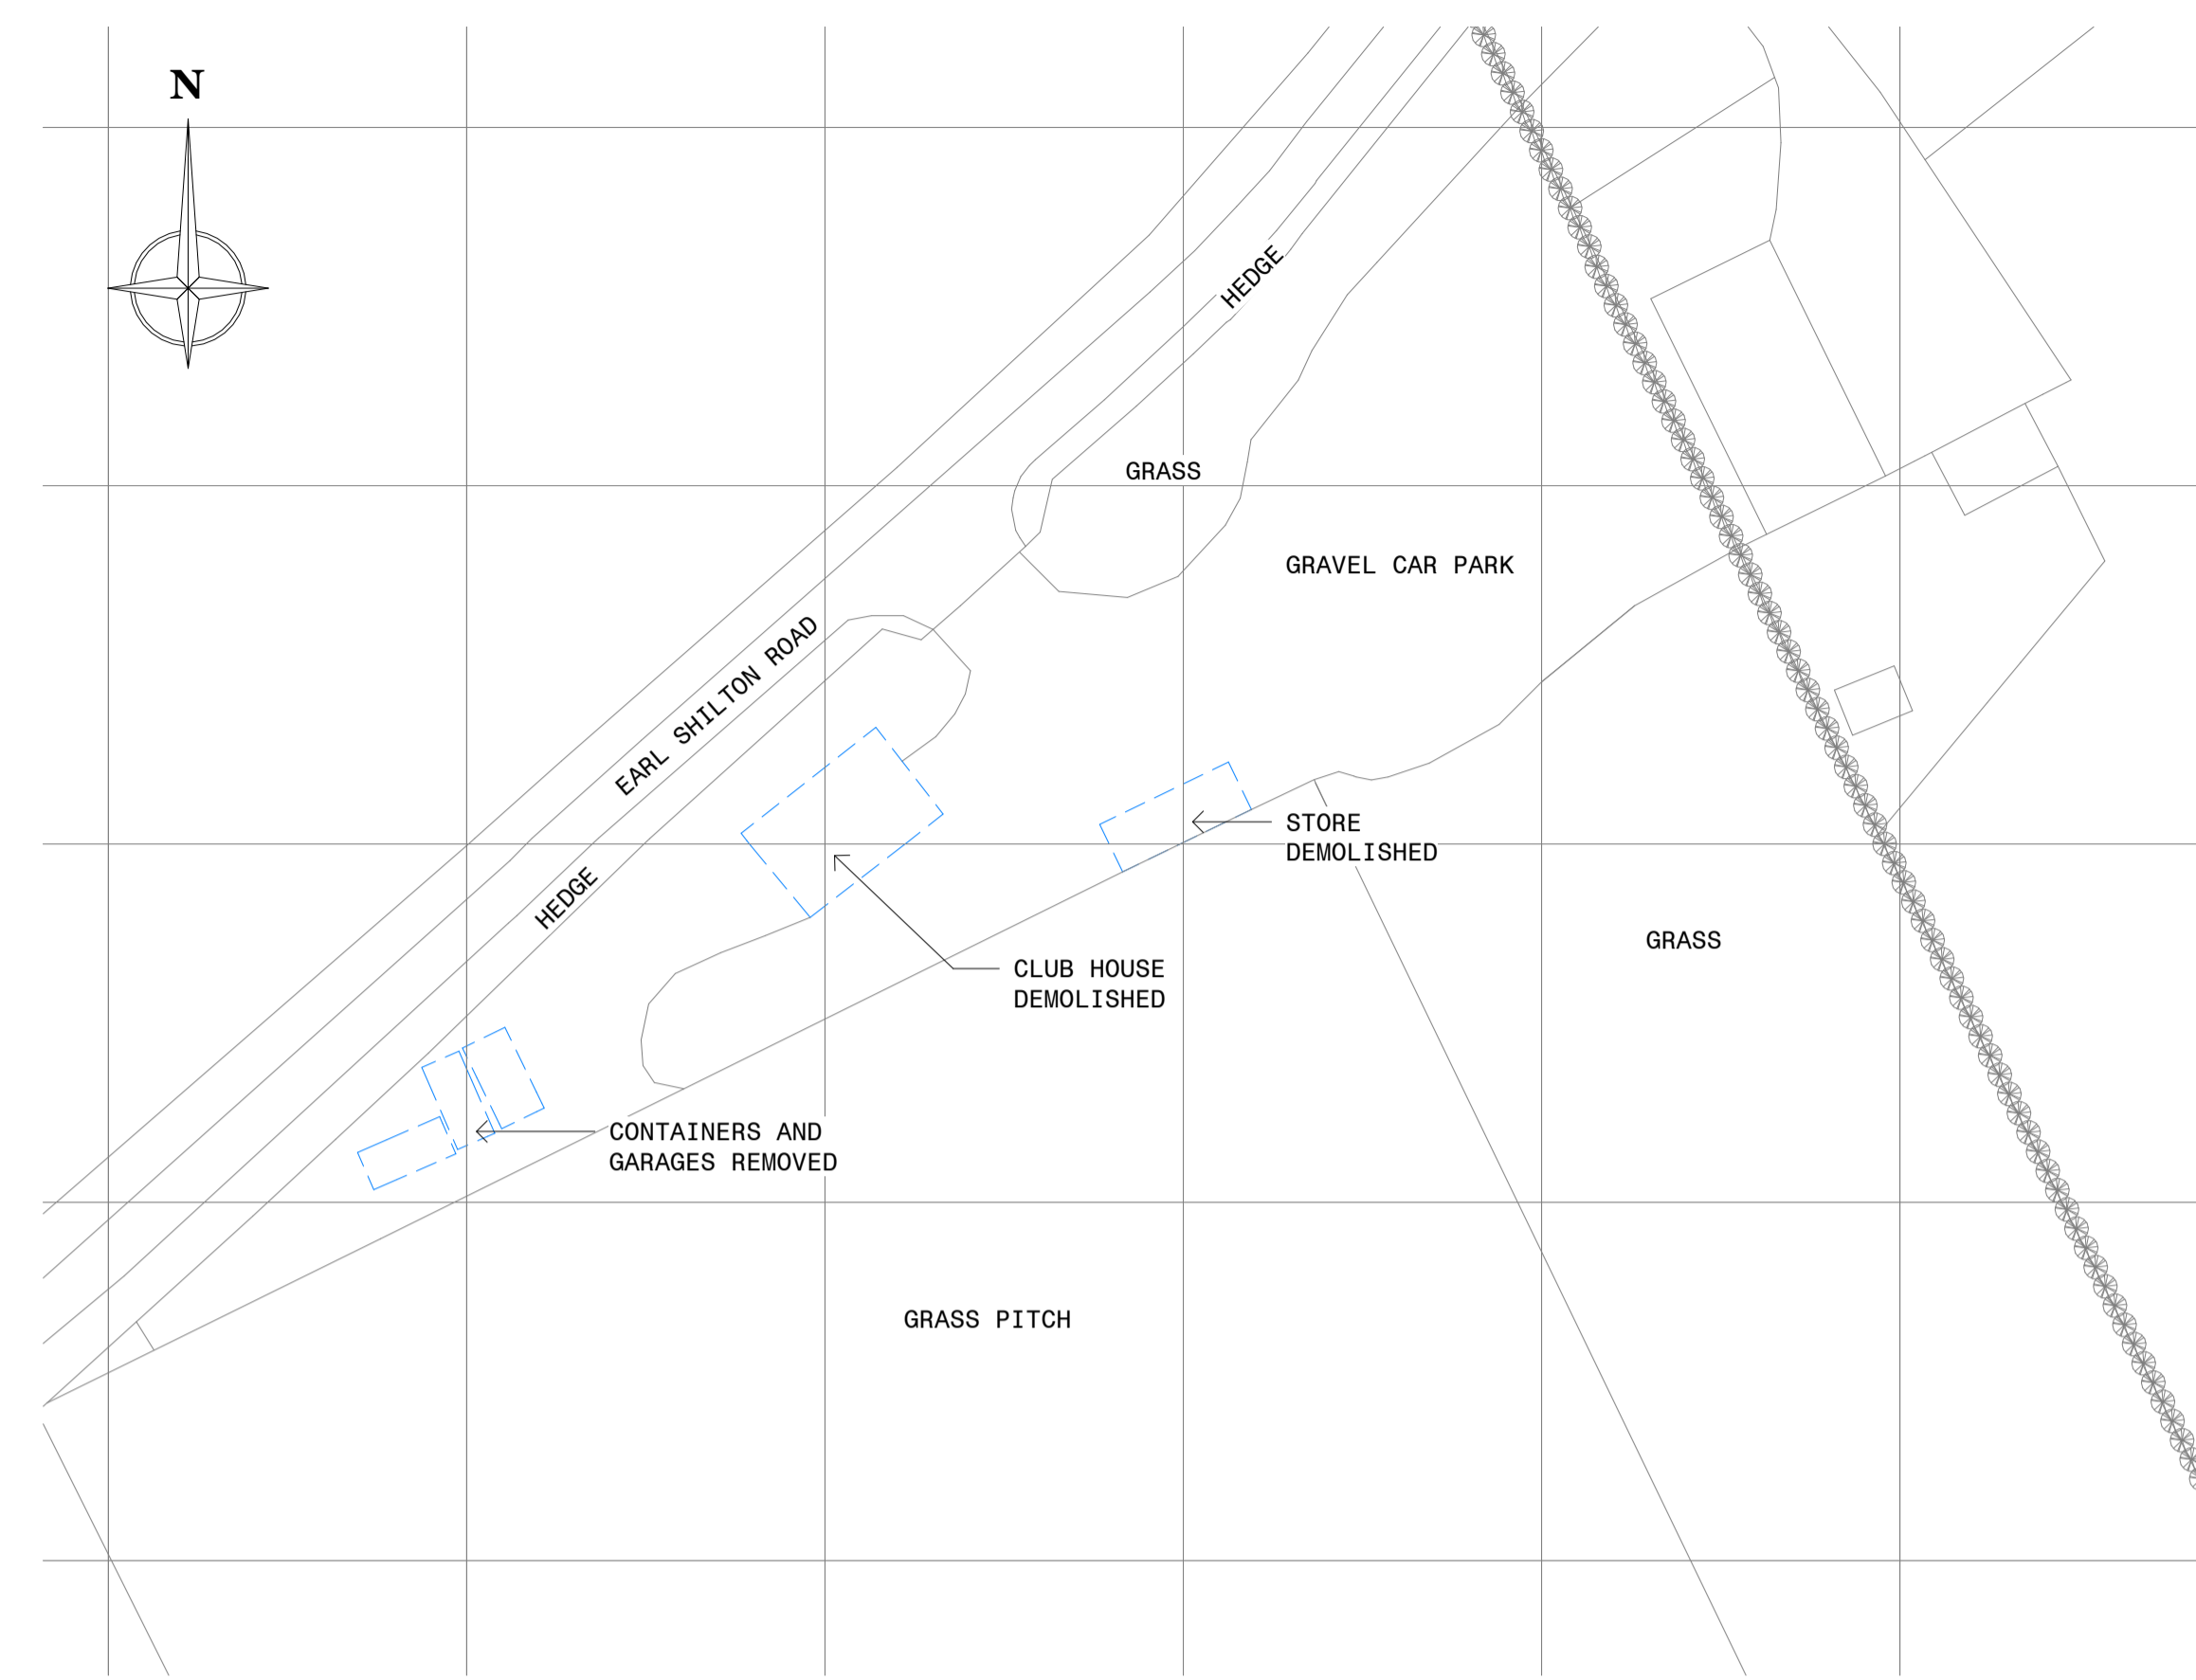 N
HEDGE
GRASS
GRAVEL CAR PARK
EARL SHILTON ROAD
STORE
DEMOLISHED
HEDGE
GRASS
CLUB HOUSE
DEMOLISHED
CONTAINERS AND
GARAGES REMOVED
GRASS PITCH